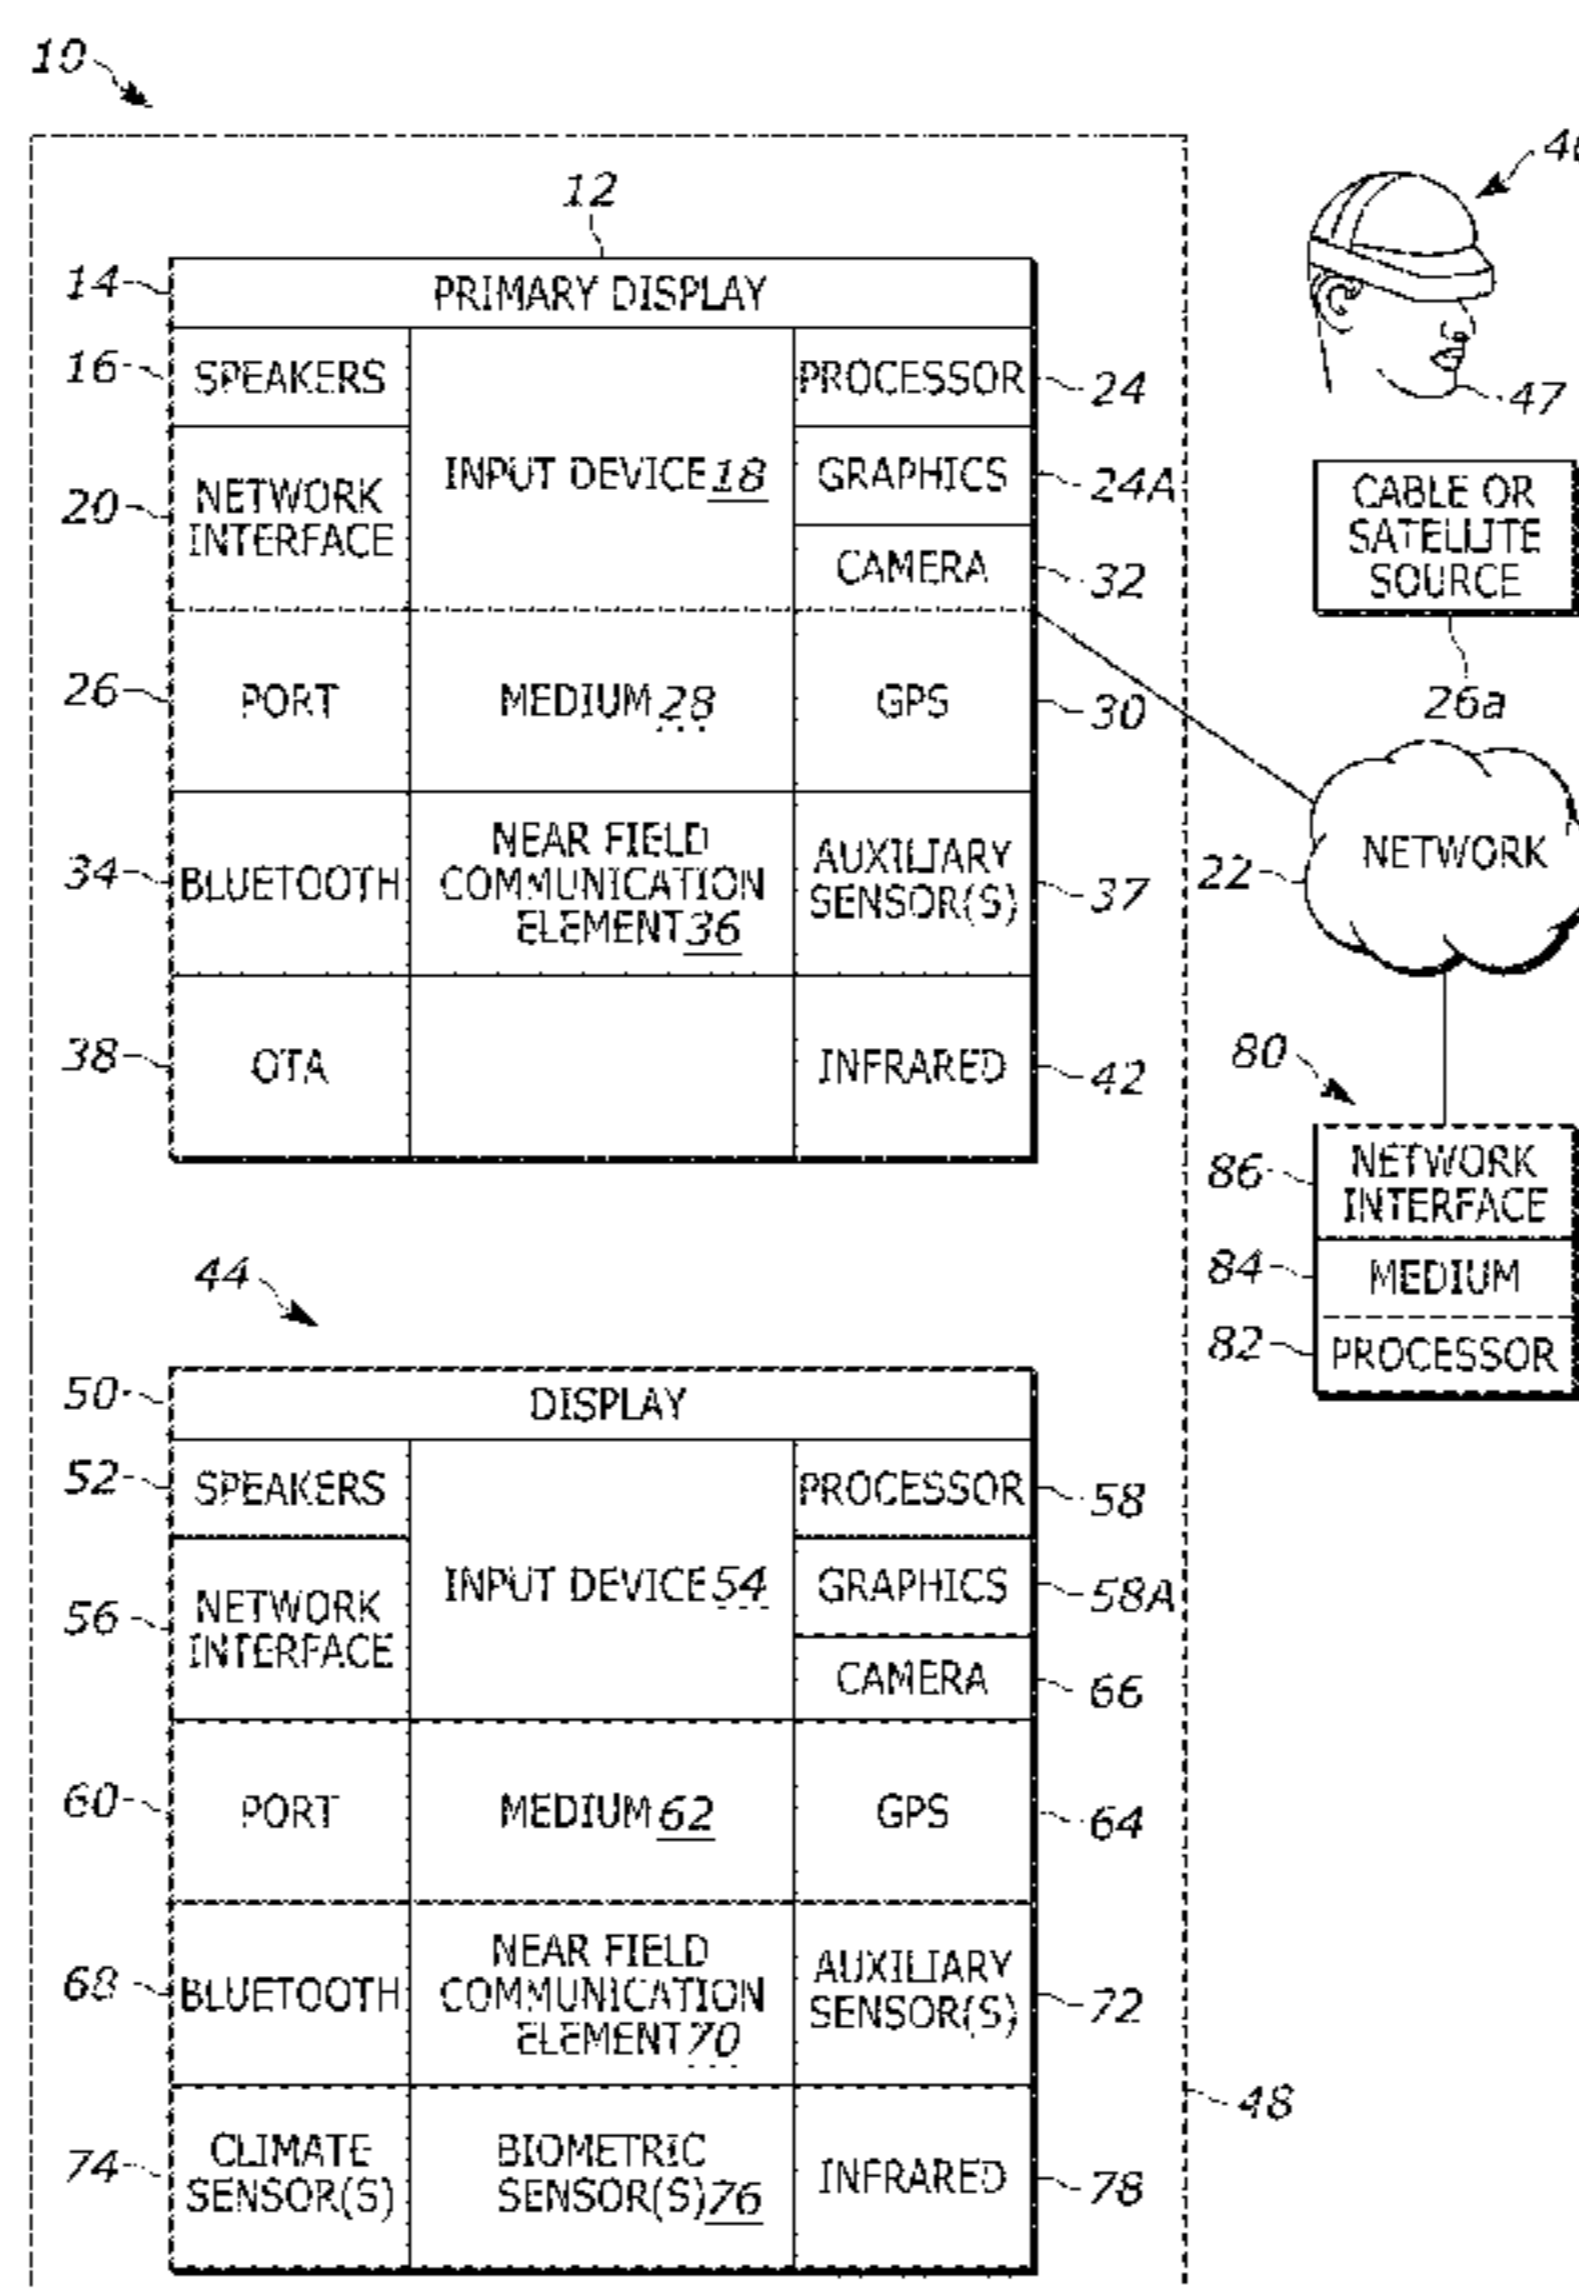 10
12
14
PRIMARY DISPLAY
16
SPEAKERS
INPUT DEVICE 18
PROCESSOR
24
20
NETWORK
INTERFACE
GRAPHICS
24A
CAMERA
32
26
PORT
MEDIUM 28
GPS
30
34
BLUETOOTH
NEAR FIELD
COMMUNICATION
ELEMENT 36
AUXILIARY
SENSOR(S)
37
38
OTA
INFRARED
42
47
CABLE OR
SATELLITE
SOURCE
26a
NETWORK
22
80
86
NETWORK
INTERFACE
84
MEDIUM
82
PROCESSOR
44
50
DISPLAY
52
SPEAKERS
INPUT DEVICE 54
PROCESSOR
58
56
NETWORK
INTERFACE
GRAPHICS
58A
CAMERA
66
60
PORT
MEDIUM 62
GPS
64
68
BLUETOOTH
NEAR FIELD
COMMUNICATION
ELEMENT 70
AUXILIARY
SENSOR(S)
72
48
74
CLIMATE
SENSOR(S)
BIOMETRIC
SENSOR(S) 76
INFRARED
78